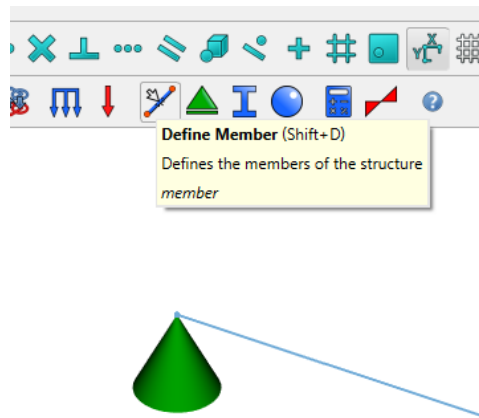 Define Member (Shift+D)
Defines the members of the structure
member